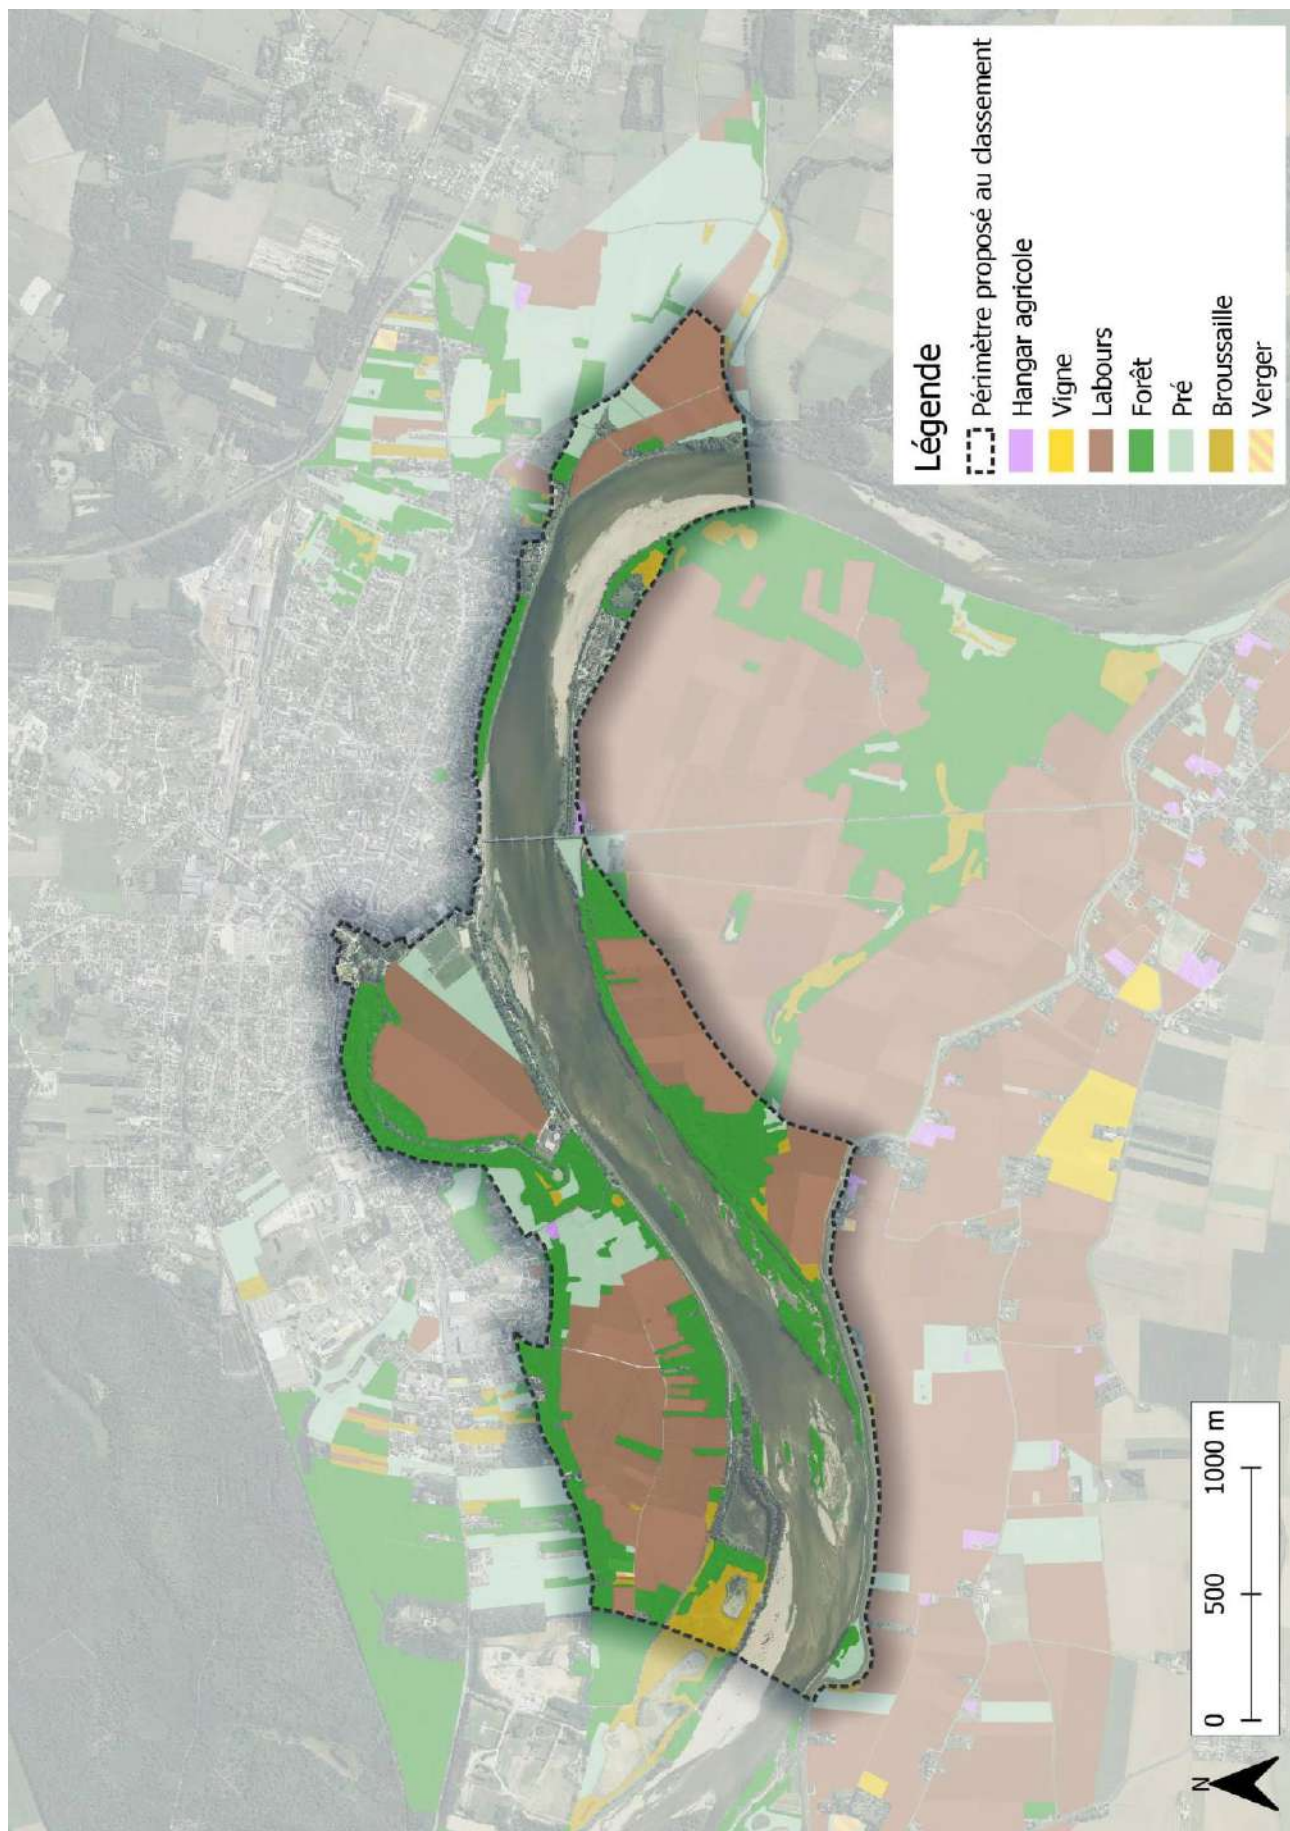 Légende
Périmètre proposé au classement
Hangar agricole
Vigne
Labours
Forêt
Pré
Broussaille
Verger
N
0 500 1000 m